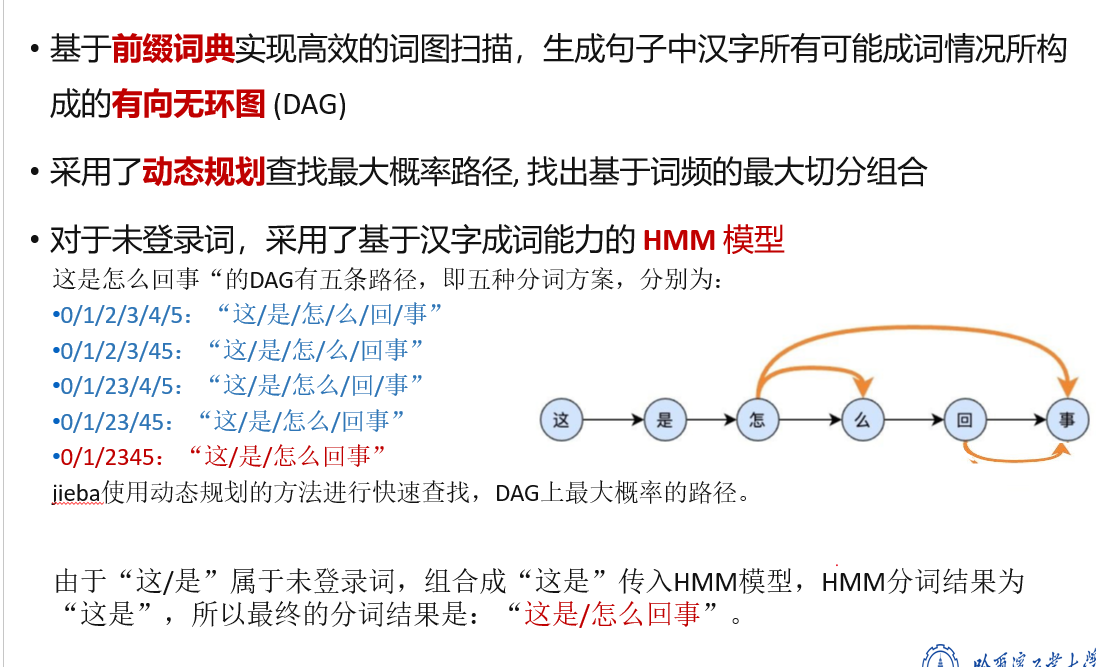 • 基于前缀词典实现高效的词图扫描，生成句子中汉字所有可能成词情况所构
成的有向无环图 (DAG)
• 采用了动态规划查找最大概率路径, 找出基于词频的最大切分组合
• 对于未登录词，采用了基于汉字成词能力的 HMM 模型
这是怎么回事“的DAG有五条路径，即五种分词方案，分别为：
•0/1/2/3/4/5：“这/是/怎/么/回/事”
•0/1/2/3/45：“这/是/怎/么/回事”
•0/1/23/4/5：“这/是/怎么/回/事”
•0/1/23/45：“这/是/怎么/回事”
•0/1/2345：“这/是/怎么回事”
这 是 怎 么 回 事
jieba使用动态规划的方法进行快速查找，DAG上最大概率的路径。
由于“这/是”属于未登录词，组合成“这是”传入HMM模型，HMM分词结果为
“这是”，所以最终的分词结果是：“这是/怎么回事”。